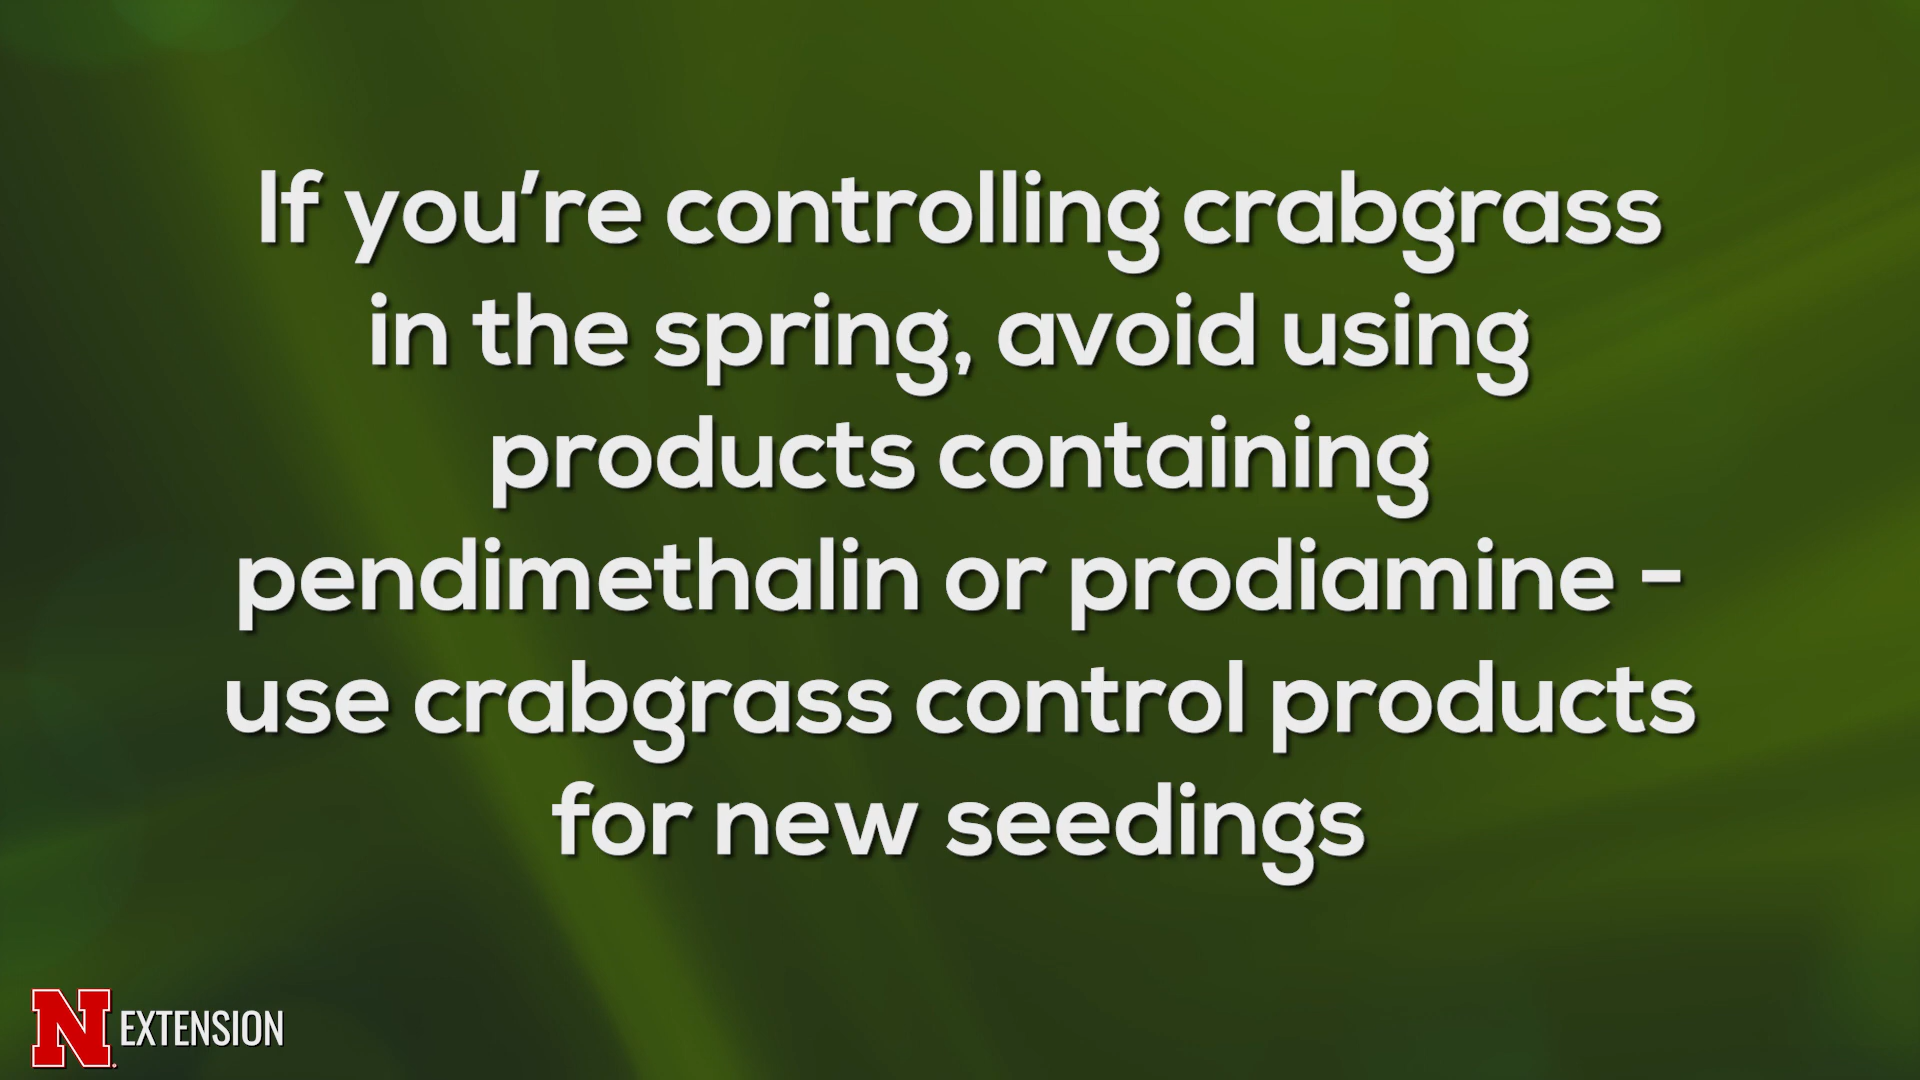 If you’re controlling crabgrass
in the spring, avoid using
products containing
pendimethalin or prodiamine -
use crabgrass control products
for new seedings
N EXTENSION